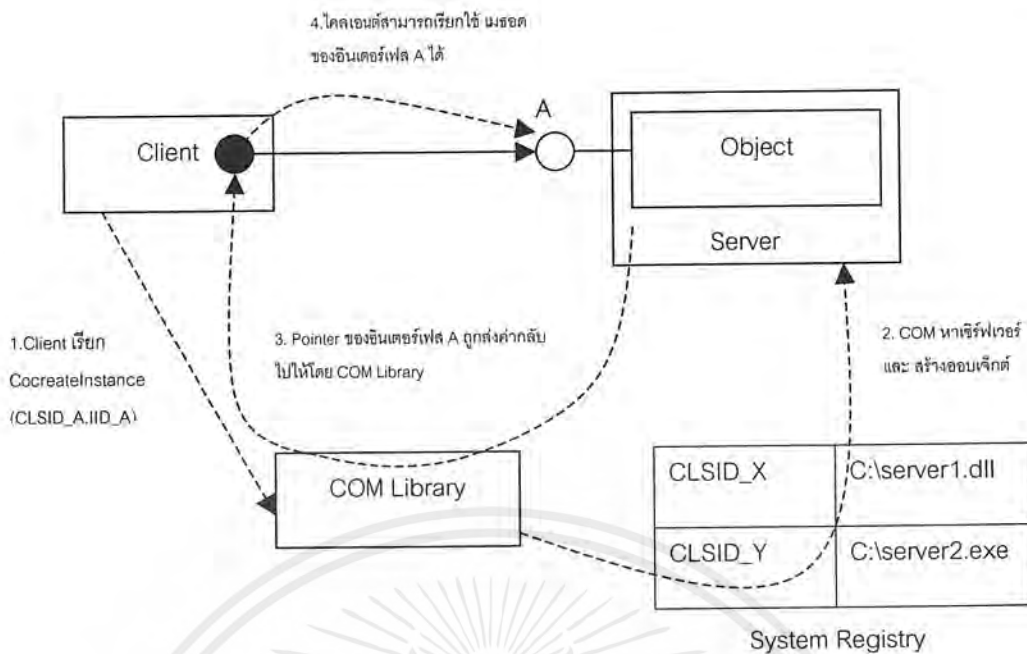 4.ไคลเอนต์สามารถเรียกใช้ เมธอด
ของอินเตอร์เฟส A ได้
A
Client
Object
Server
1.Client เรียก
CocreateInstance
(CLSID_A,IID_A)
3. Pointer ของอินเตอร์เฟส A ถูกส่งค่ากลับ
ไปให้โดย COM Library
2. COM หาเซิร์ฟเวอร์
และ สร้างออบเจ็กต์
COM Library
CLSID_X
C:\server1.dll
CLSID_Y
C:\server2.exe
System Registry